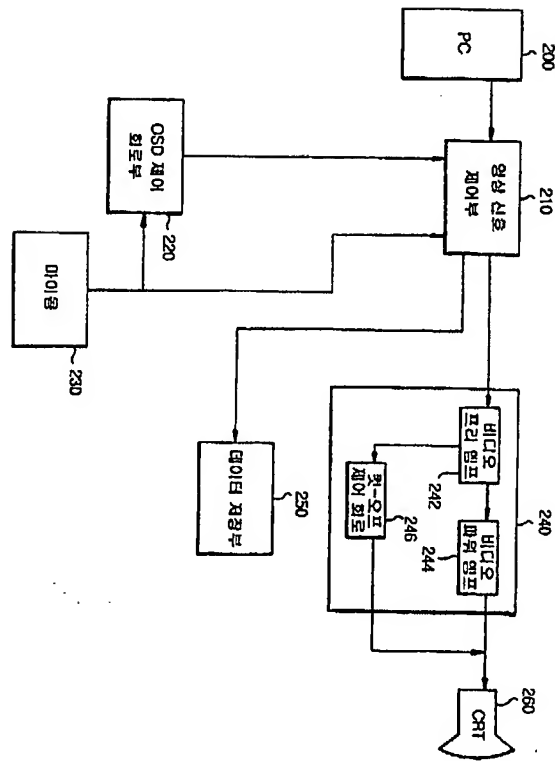 PC
200
영상 신호
제어부
210
OSD 제어
회로부
220
마이콤
230
비디오
프리 앰프
242
비디오
파워 앰프
244
컷-오프
제어 회로
246
240
데이터 저장부
250
CRT
260